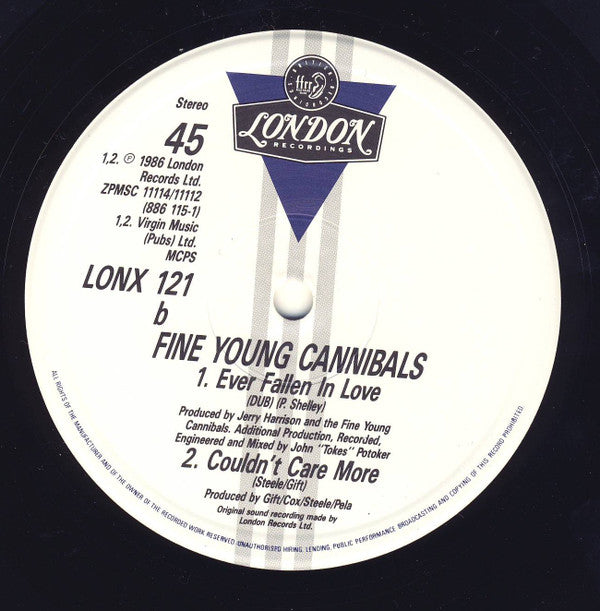 ffrr
LONDON
RECORDINGS
Stereo
45
1,2. ℗ 1986 London
Records Ltd.
ZPMSC 11114/11112
(886 115-1)
1,2. Virgin Music
(Pubs) Ltd.
MCPS
LONX 121
b
FINE YOUNG CANNIBALS
1. Ever Fallen In Love
(DUB) (P. Shelley)
Produced by Jerry Harrison and the Fine Young
Cannibals. Additional Production, Recorded,
Engineered and Mixed by John "Tokes" Potoker
2. Couldn't Care More
(Steele/Gift)
Produced by Gift/Cox/Steele/Pela
Original sound recording made by
London Records Ltd.
ALL RIGHTS OF THE MANUFACTURER AND OF THE OWNER OF THE RECORDED WORK RESERVED. UNAUTHORISED HIRING, LENDING, PUBLIC PERFORMANCE BROADCASTING AND COPYING OF THIS RECORD PROHIBITED.